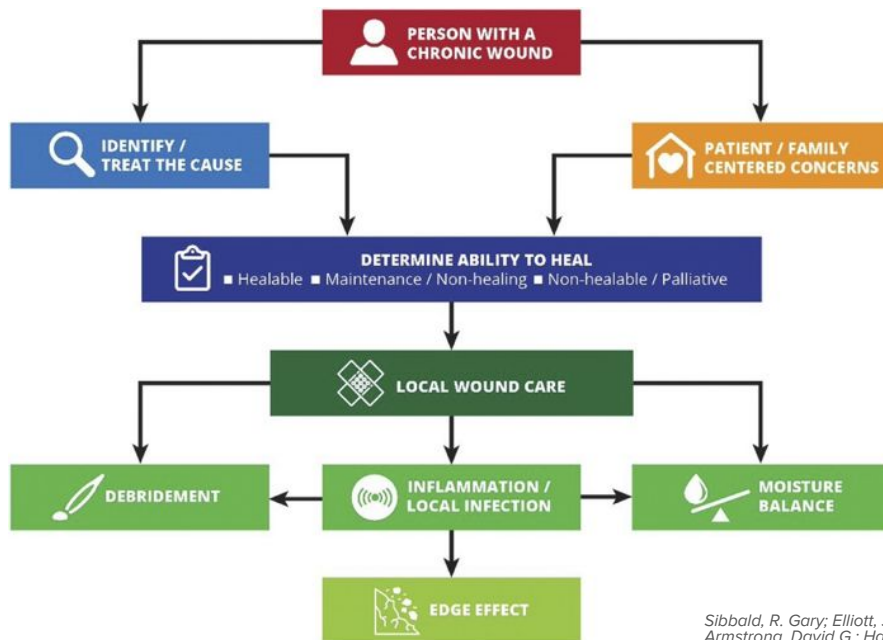 PERSON WITH A
CHRONIC WOUND
IDENTIFY /
TREAT THE CAUSE
PATIENT / FAMILY
CENTERED CONCERNS
DETERMINE ABILITY TO HEAL
■ Healable ■ Maintenance / Non-healing ■ Non-healable / Palliative
LOCAL WOUND CARE
DEBRIDEMENT
INFLAMMATION /
LOCAL INFECTION
MOISTURE
BALANCE
EDGE EFFECT
Sibbald, R. Gary; Elliott,
Armstrong, David G.;